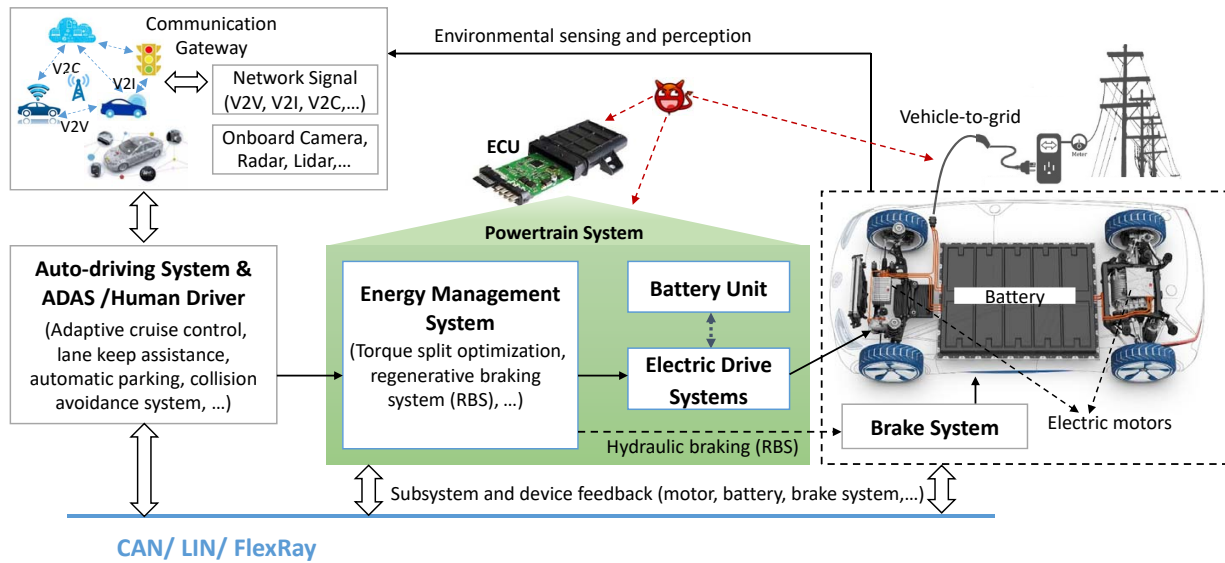 Communication
Gateway
V2C
V2I
V2V
Network Signal
(V2V, V2I, V2C,...)
Onboard Camera,
Radar, Lidar,...
Environmental sensing and perception
ECU
Vehicle-to-grid
Meter
Auto-driving System &
ADAS /Human Driver
(Adaptive cruise control,
lane keep assistance,
automatic parking, collision
avoidance system, ...)
Powertrain System
Energy Management
System
(Torque split optimization,
regenerative braking
system (RBS), ...)
Battery Unit
Electric Drive
Systems
Hydraulic braking (RBS)
Battery
Brake System
Electric motors
Subsystem and device feedback (motor, battery, brake system,...)
CAN/ LIN/ FlexRay